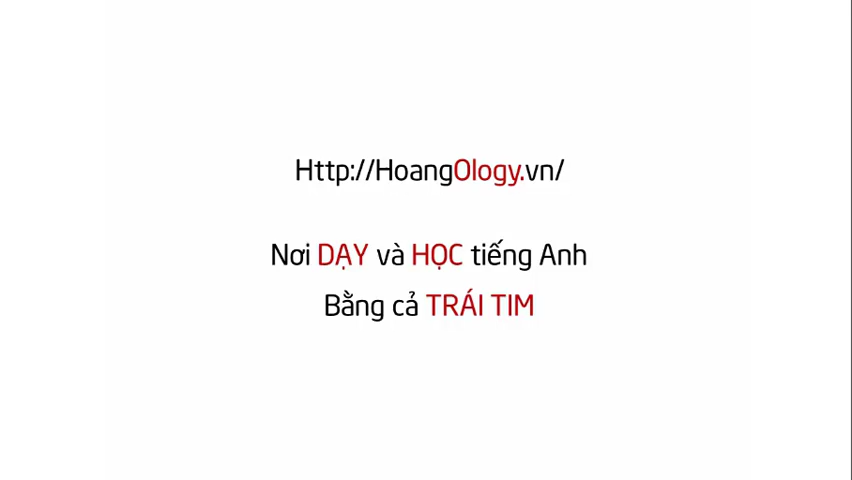 Http://HoangOlogy.vn/
Nơi DẠY và HỌC tiếng Anh
Bằng cả TRÁI TIM